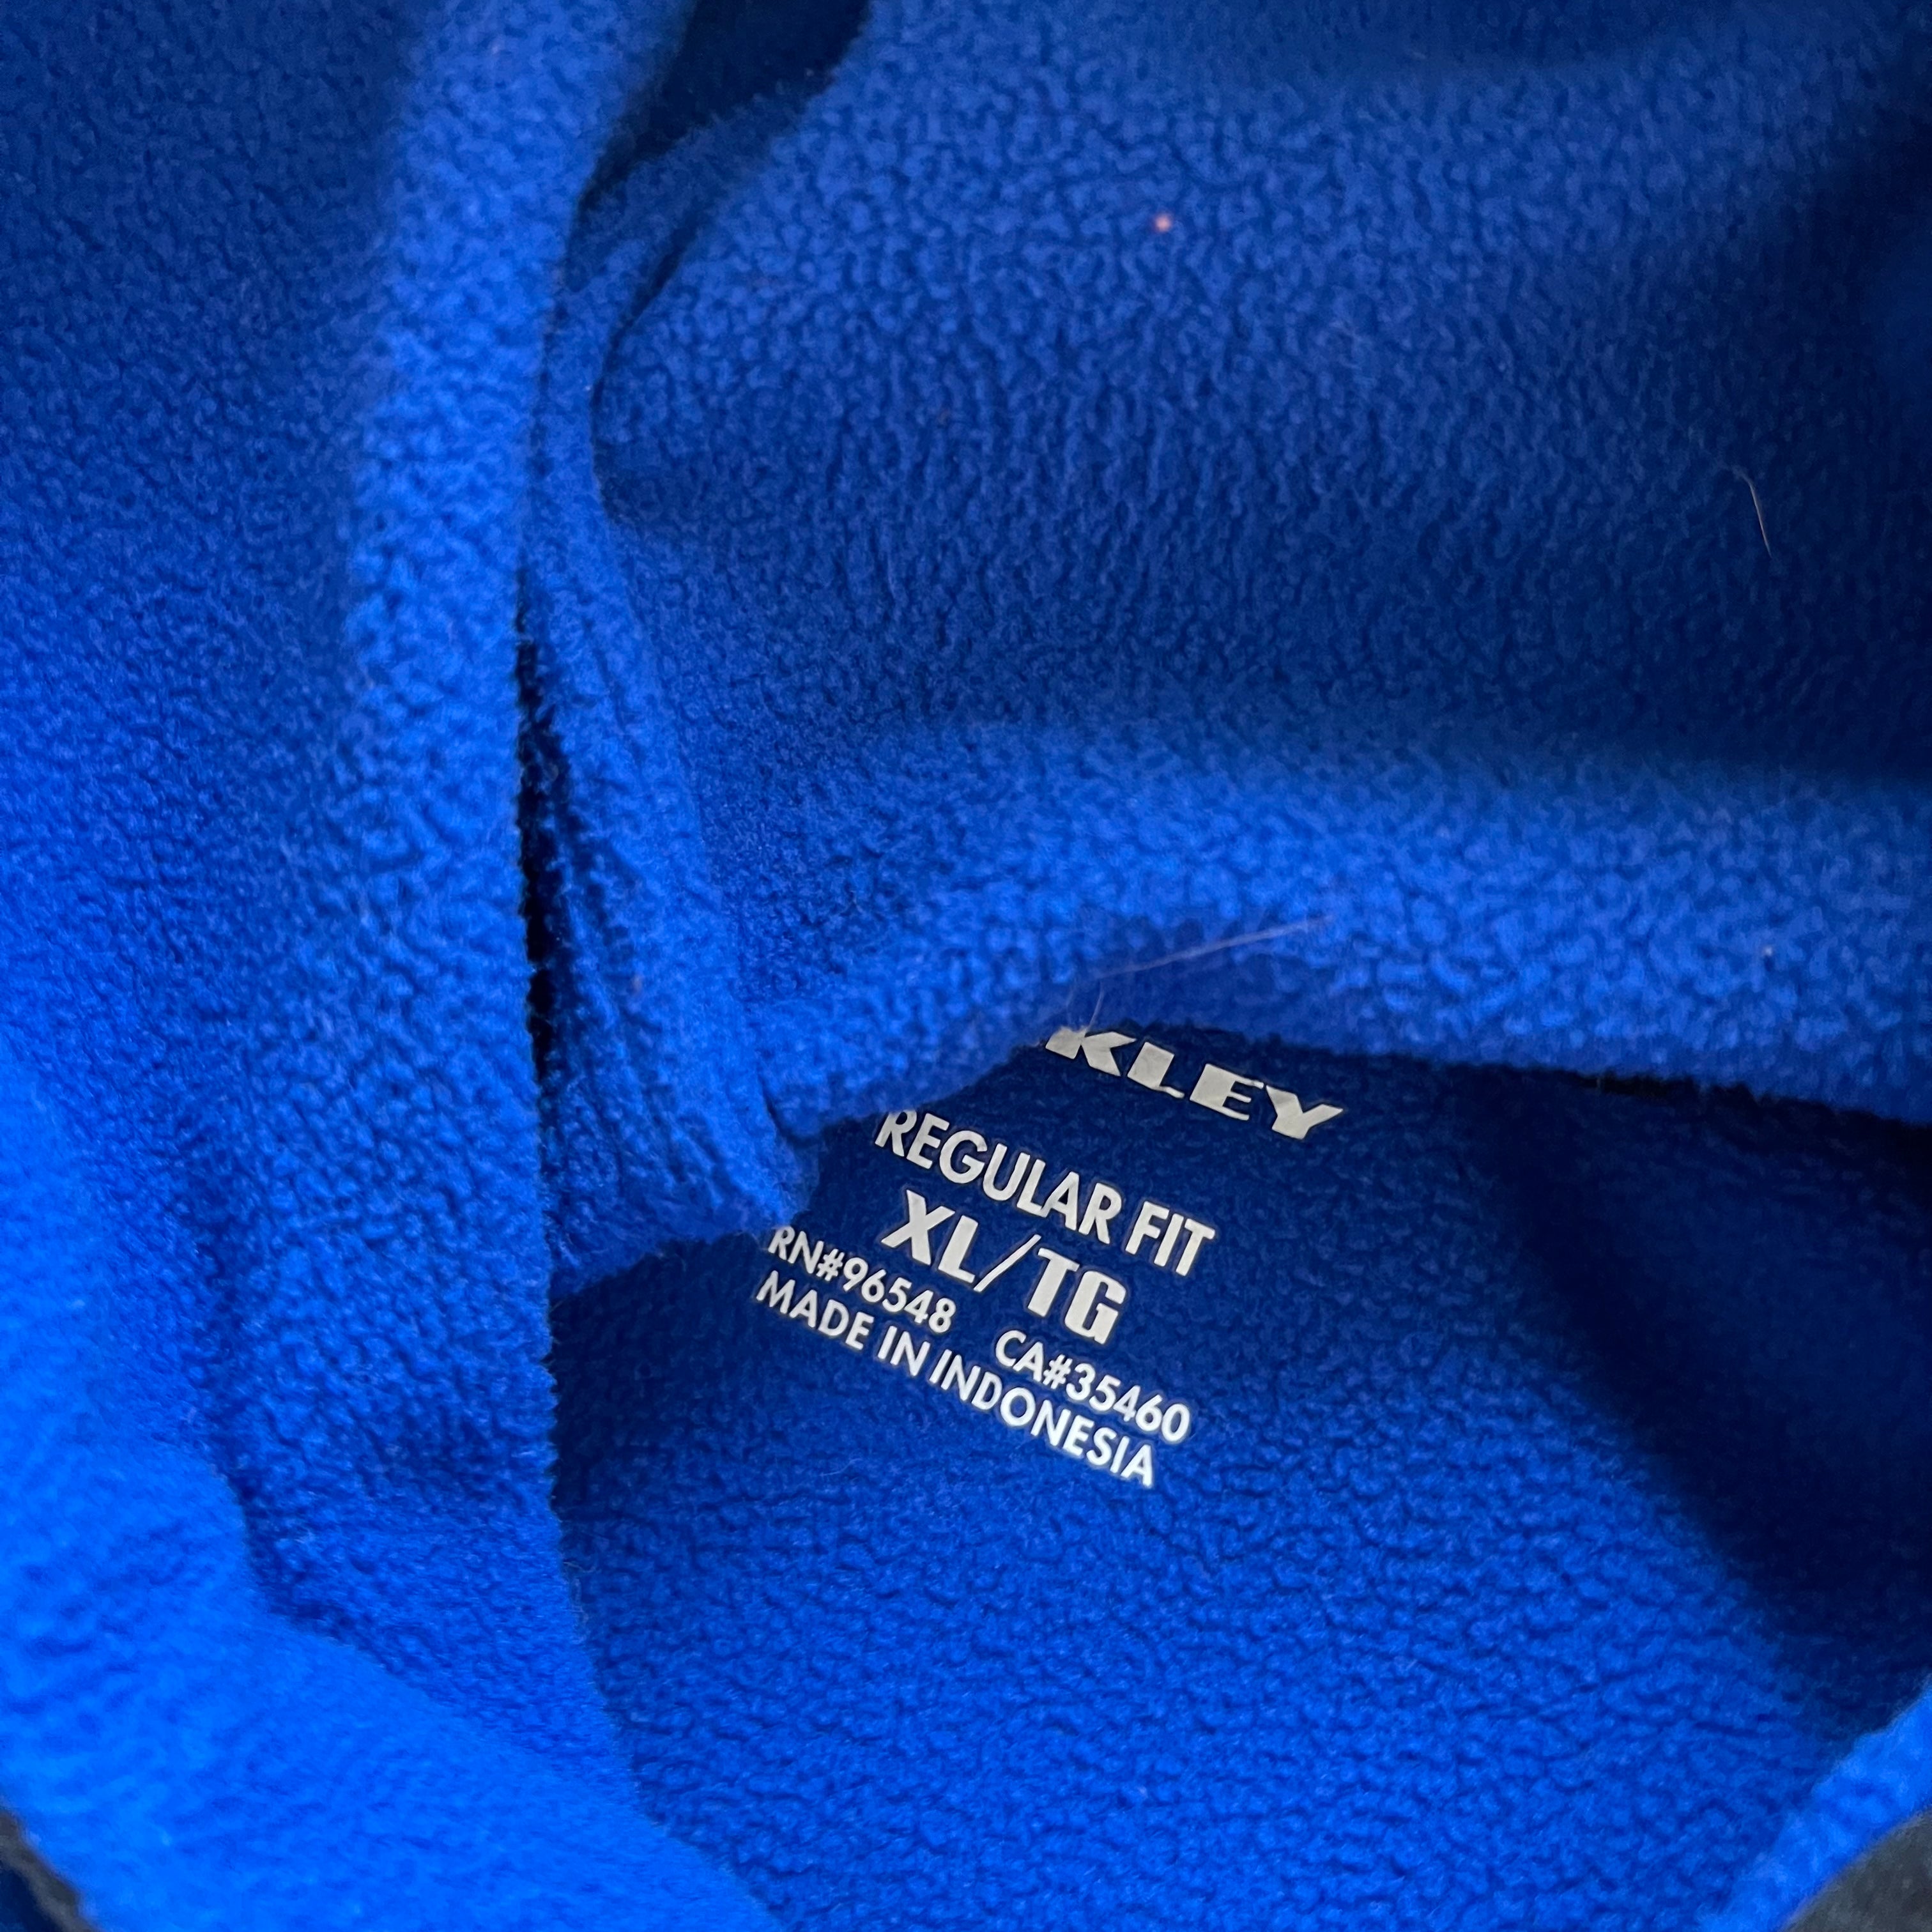 KLEY
REGULAR FIT
XL/TG
RN#96548 CA#35460
MADE IN INDONESIA